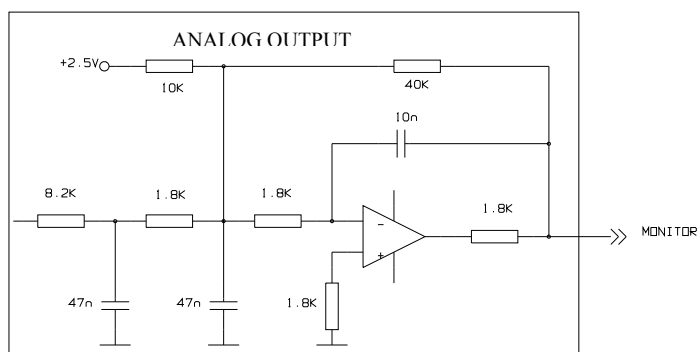 ANALOG OUTPUT
+2.5V
10K
40K
10n
8.2K
1.8K
1.8K
1.8K
MONITOR
-
+
47n
47n
1.8K